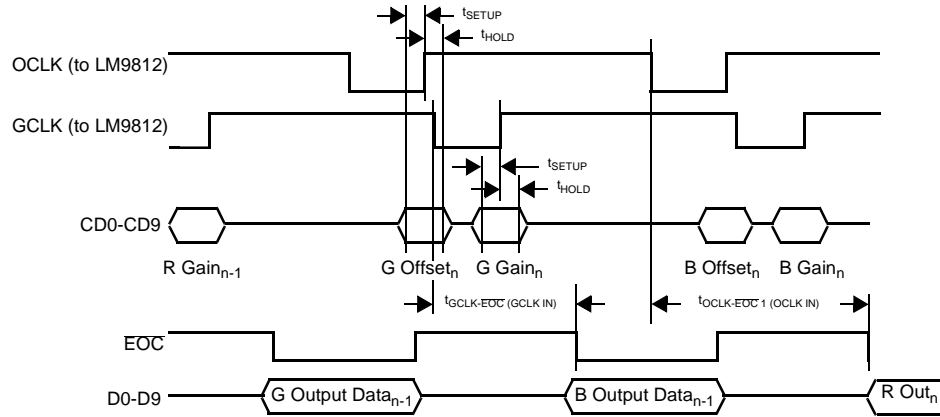 tSETUP
tHOLD
OCLK (to LM9812)
GCLK (to LM9812)
tSETUP
tHOLD
CD0-CD9
R Gainn-1 G Offsetn G Gainn B Offsetn B Gainn
tGCLK-EOC (GCLK IN) tOCLK-EOC 1 (OCLK IN)
EOC
D0-D9 G Output Datan-1 B Output Datan-1 R Outn